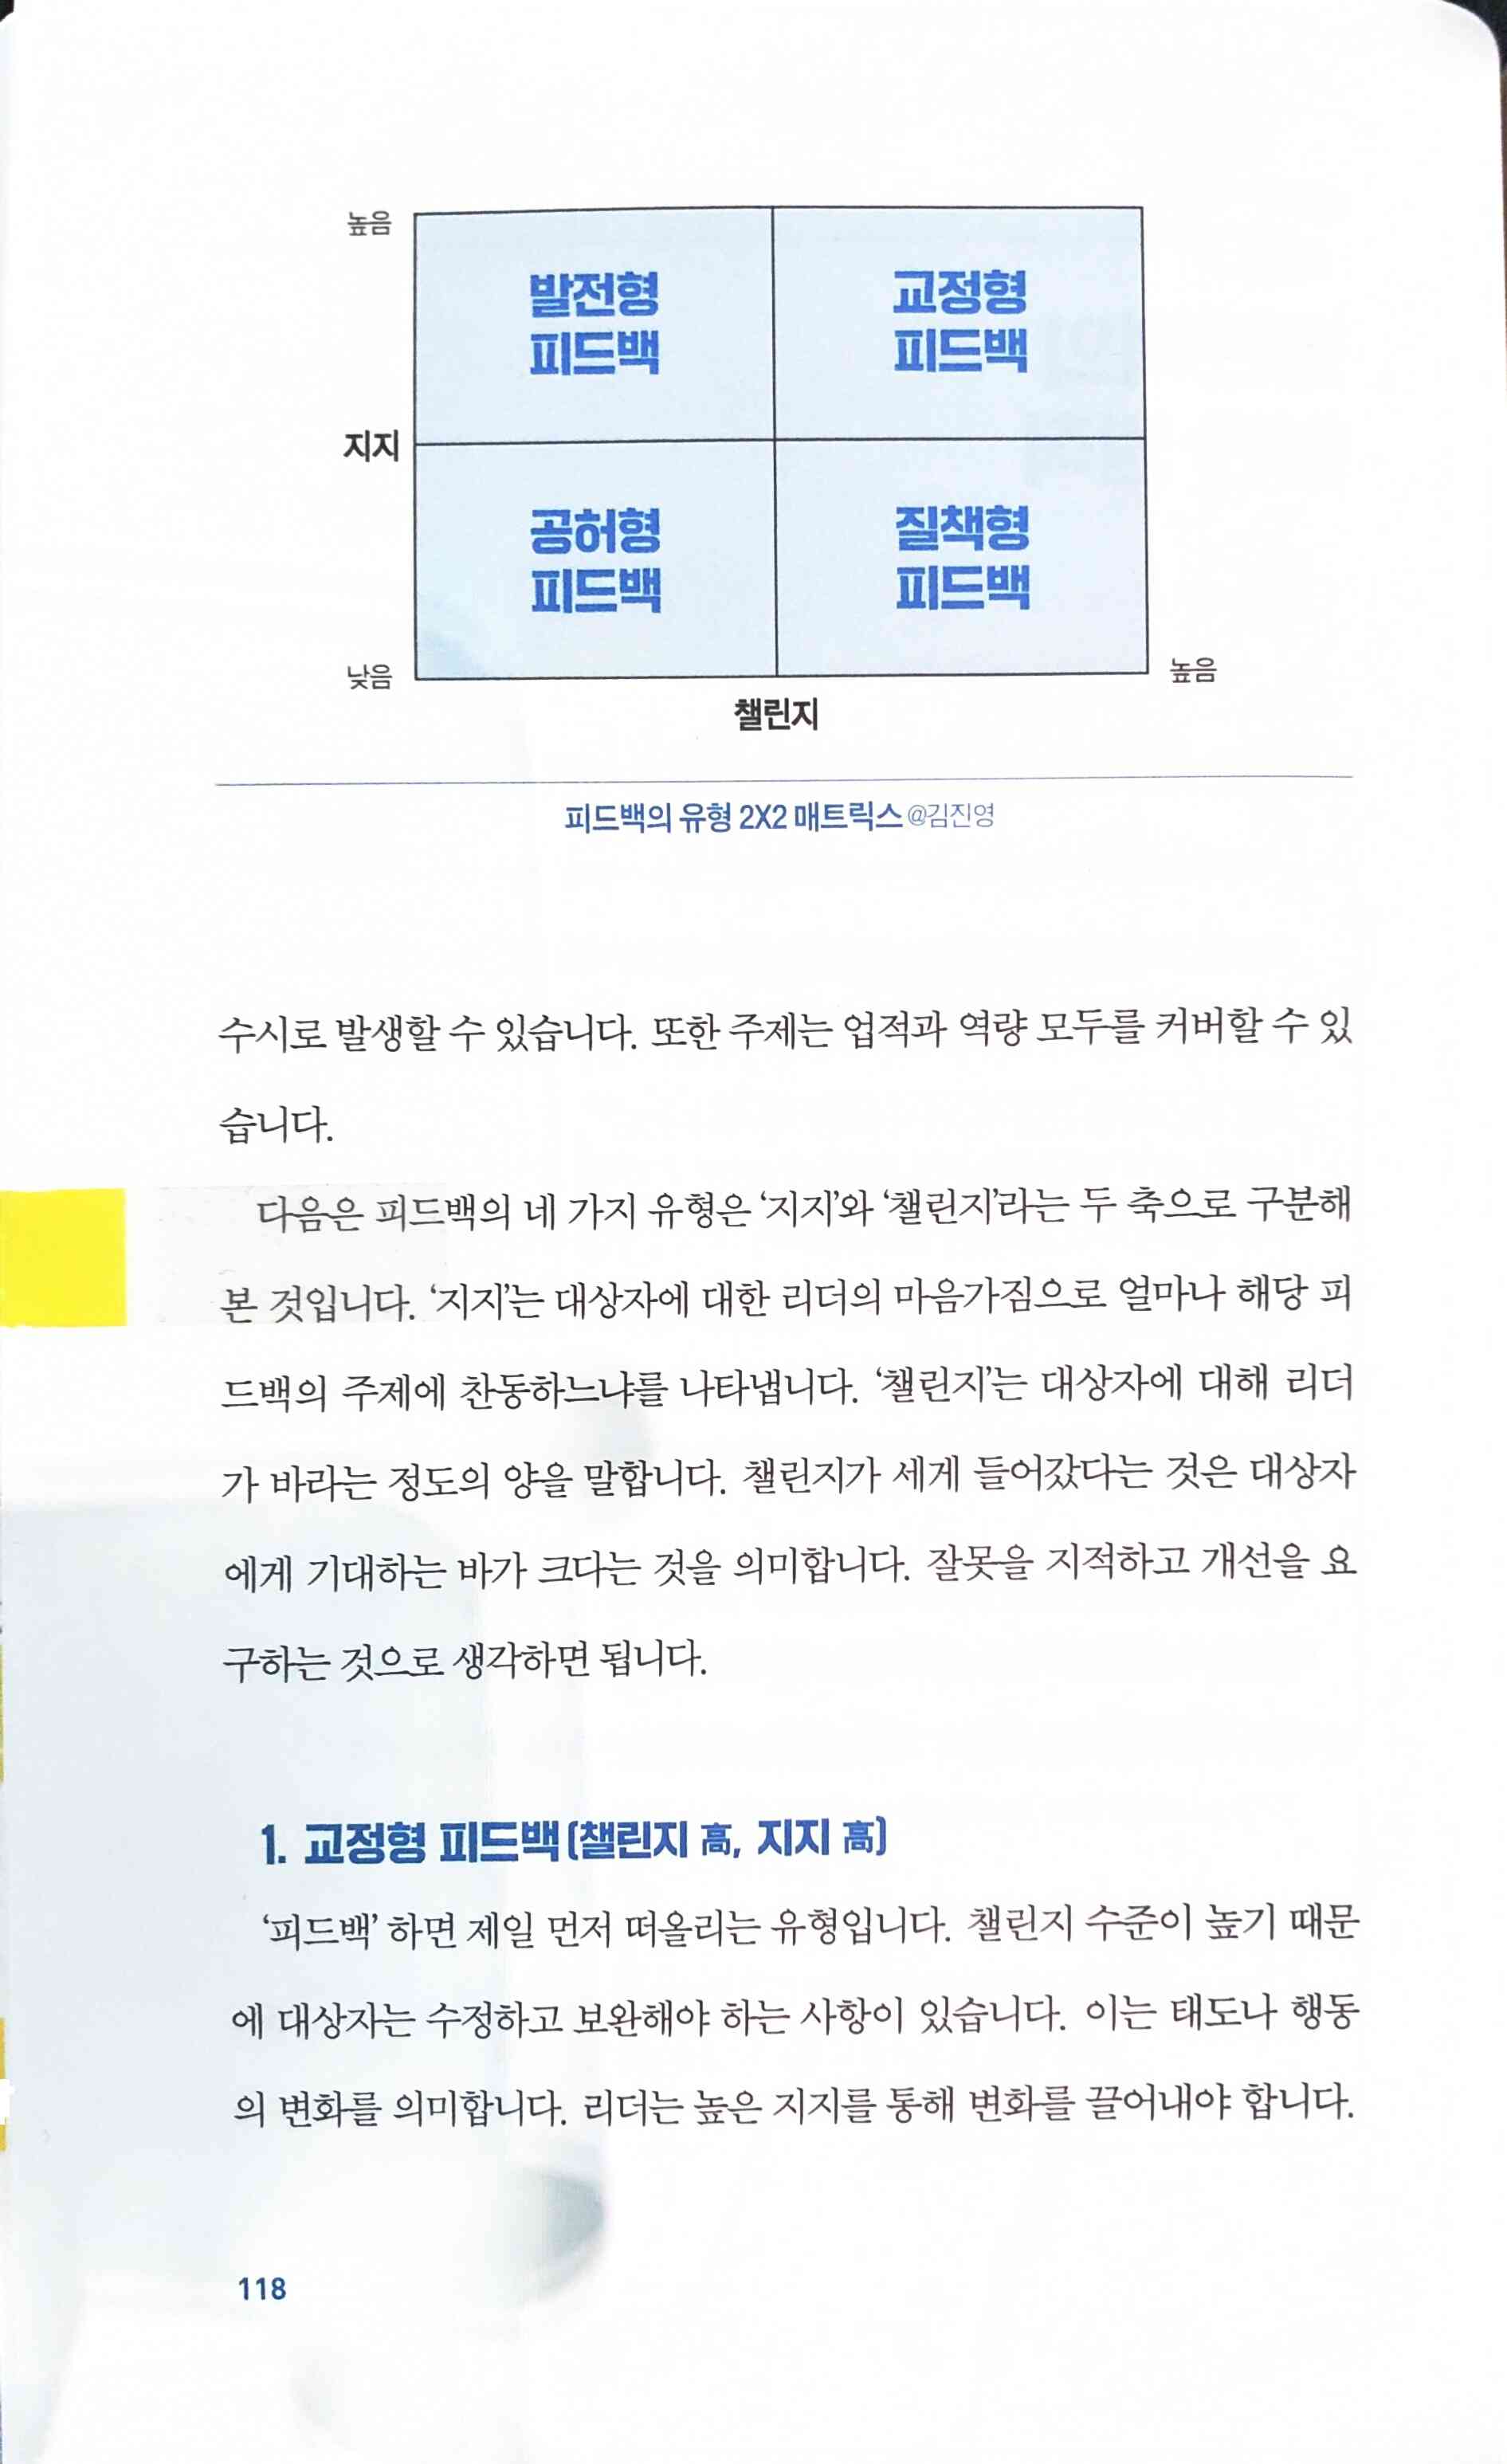 높음
발전형
피드백
교정형
피드백
지지
공허형
피드백
질책형
피드백
낮음
높음
챌린지
피드백의 유형 2X2 매트릭스 @김진영
수시로 발생할 수 있습니다. 또한 주제는 업적과 역량 모두를 커버할 수 있
습니다.
다음은 피드백의 네 가지 유형은 ‘지지’와 ‘챌린지’라는 두 축으로 구분해
본 것입니다. ‘지지’는 대상자에 대한 리더의 마음가짐으로 얼마나 해당 피
드백의 주제에 찬동하느냐를 나타냅니다. ‘챌린지’는 대상자에 대해 리더
가 바라는 정도의 양을 말합니다. 챌린지가 세게 들어갔다는 것은 대상자
에게 기대하는 바가 크다는 것을 의미합니다. 잘못을 지적하고 개선을 요
구하는 것으로 생각하면 됩니다.
1. 교정형 피드백(챌린지 高, 지지 高)
‘피드백’ 하면 제일 먼저 떠올리는 유형입니다. 챌린지 수준이 높기 때문
에 대상자는 수정하고 보완해야 하는 사항이 있습니다. 이는 태도나 행동
의 변화를 의미합니다. 리더는 높은 지지를 통해 변화를 끌어내야 합니다.
118